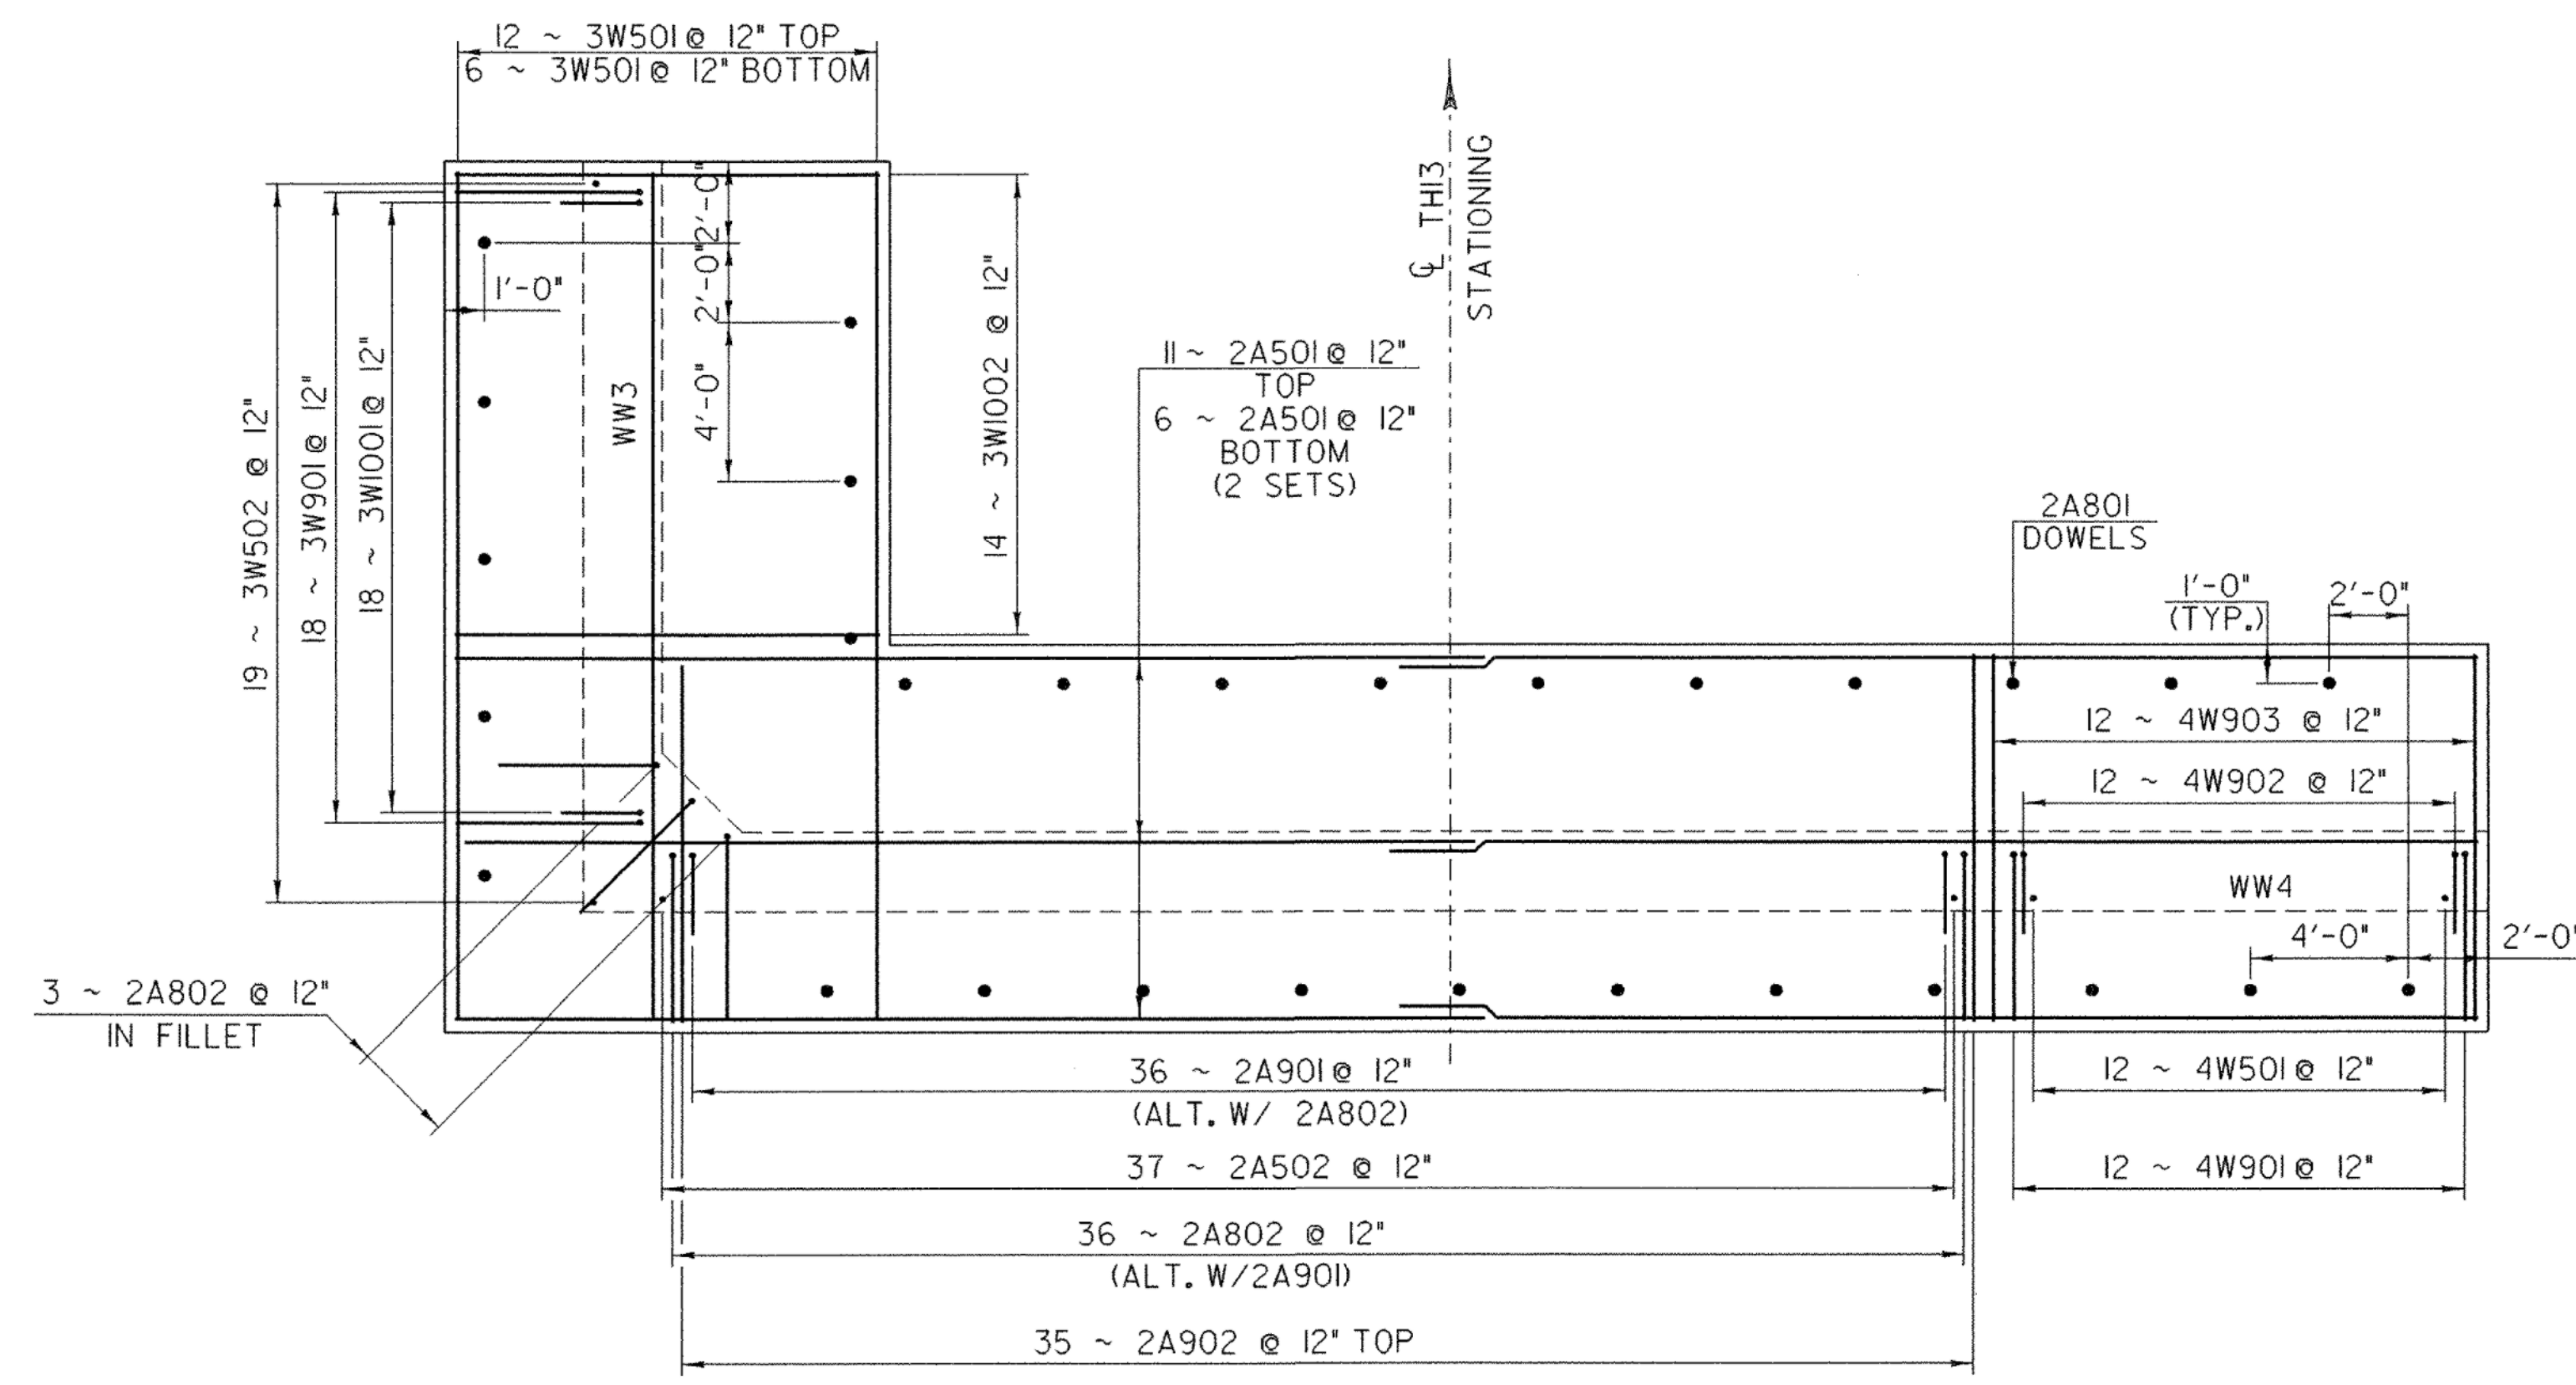 12 ~ 3W501 @ 12" TOP
6 ~ 3W501 @ 12" BOTTOM
19 ~ 3W502 @ 12"
18 ~ 3W901 @ 12"
18 ~ 3W1001 @ 12"
1'-0"
WW3
2'-0"
2'-0"
4'-0"
14 ~ 3W1002 @ 12"
11 ~ 2A501 @ 12"
TOP
6 ~ 2A501 @ 12"
BOTTOM
(2 SETS)
℄ TH13
STATIONING
2A801
DOWELS
1'-0"
(TYP.)
2'-0"
12 ~ 4W903 @ 12"
12 ~ 4W902 @ 12"
WW4
4'-0"
2'-0"
3 ~ 2A802 @ 12"
IN FILLET
36 ~ 2A901 @ 12"
(ALT. W/ 2A802)
12 ~ 4W501 @ 12"
37 ~ 2A502 @ 12"
12 ~ 4W901 @ 12"
36 ~ 2A802 @ 12"
(ALT. W/2A901)
35 ~ 2A902 @ 12" TOP